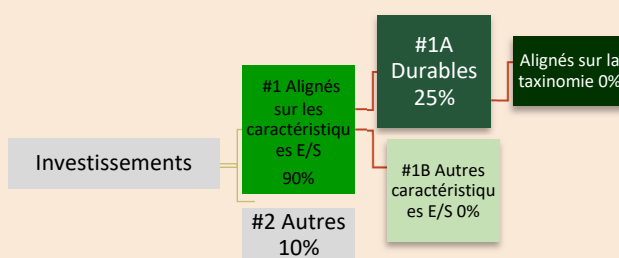 Investissements
#1 Alignés
sur les
caractéristiqu
es E/S
90%
#2 Autres
10%
#1A
Durables
25%
#1B Autres
caractéristiqu
es E/S 0%
Alignés sur la
taxinomie 0%